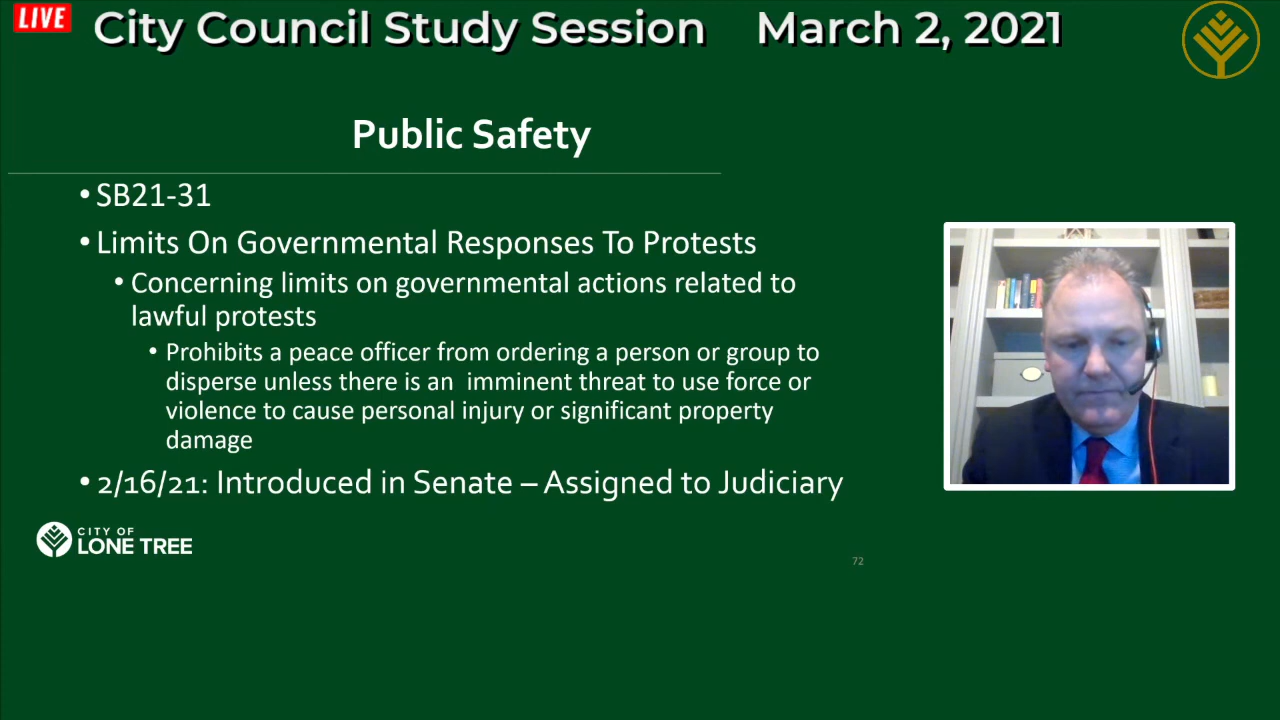 LIVE
City Council Study Session March 2, 2021
Public Safety
• SB21-31
• Limits On Governmental Responses To Protests
• Concerning limits on governmental actions related to
lawful protests
• Prohibits a peace officer from ordering a person or group to
disperse unless there is an imminent threat to use force or
violence to cause personal injury or significant property
damage
• 2/16/21: Introduced in Senate – Assigned to Judiciary
CITY OF
LONE TREE
72